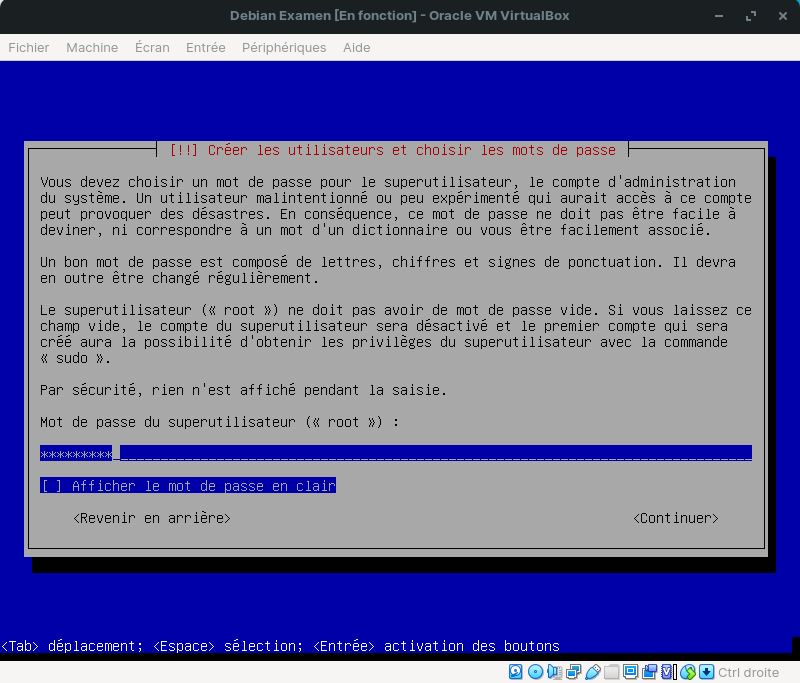 Debian Examen [En fonction] - Oracle VM VirtualBox
Fichier Machine Écran Entrée Périphériques Aide
[!!] Créer les utilisateurs et choisir les mots de passe
Vous devez choisir un mot de passe pour le superutilisateur, le compte d'administration
du système. Un utilisateur malintentionné ou peu expérimenté qui aurait accès à ce compte
peut provoquer des désastres. En conséquence, ce mot de passe ne doit pas être facile à
deviner, ni correspondre à un mot d'un dictionnaire ou vous être facilement associé.
Un bon mot de passe est composé de lettres, chiffres et signes de ponctuation. Il devra
en outre être changé régulièrement.
Le superutilisateur (« root ») ne doit pas avoir de mot de passe vide. Si vous laissez ce
champ vide, le compte du superutilisateur sera désactivé et le premier compte qui sera
créé aura la possibilité d'obtenir les privilèges du superutilisateur avec la commande
« sudo ».
Par sécurité, rien n'est affiché pendant la saisie.
Mot de passe du superutilisateur (« root ») :
*********
[ ] Afficher le mot de passe en clair
<Revenir en arrière> <Continuer>
<Tab> déplacement; <Espace> sélection; <Entrée> activation des boutons
Ctrl droite